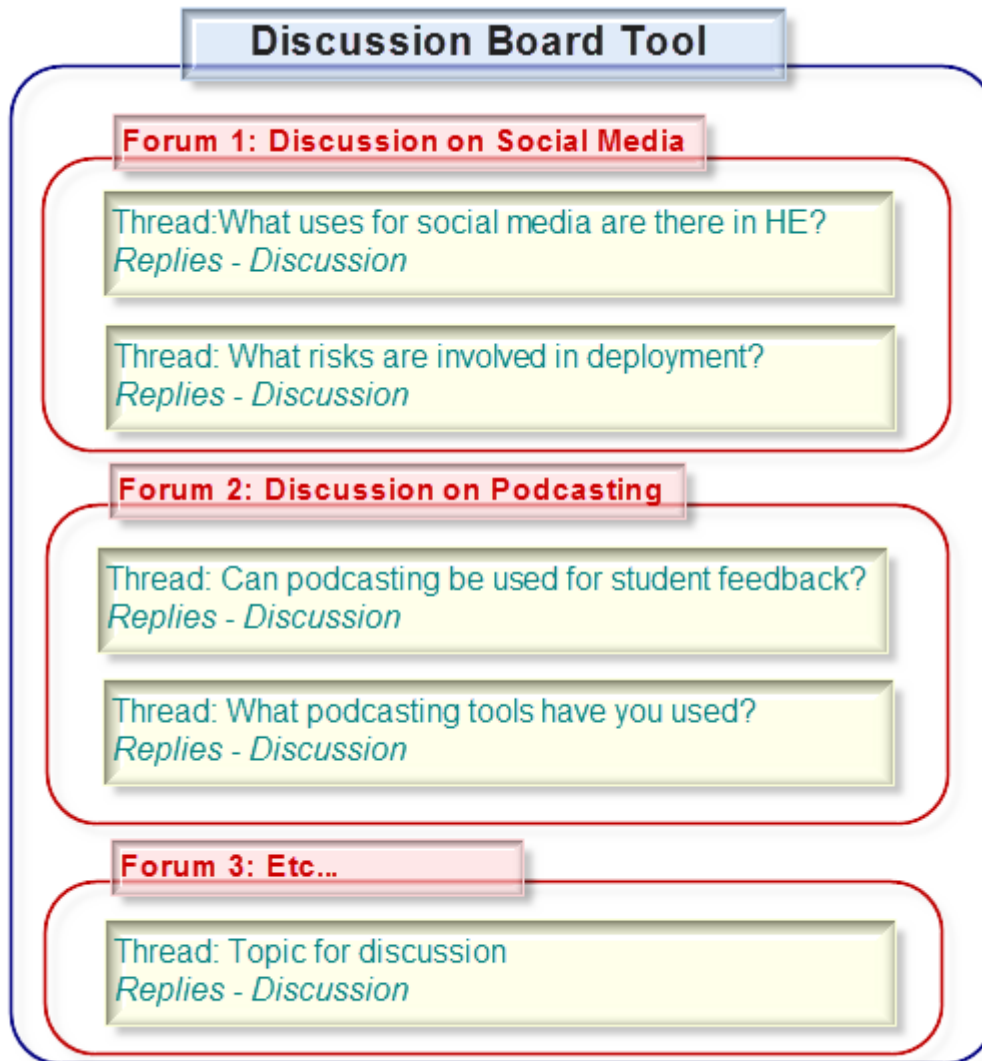 Discussion Board Tool
Forum 1: Discussion on Social Media
Thread:What uses for social media are there in HE?
Replies - Discussion
Thread: What risks are involved in deployment?
Replies - Discussion
Forum 2: Discussion on Podcasting
Thread: Can podcasting be used for student feedback?
Replies - Discussion
Thread: What podcasting tools have you used?
Replies - Discussion
Forum 3: Etc...
Thread: Topic for discussion
Replies - Discussion